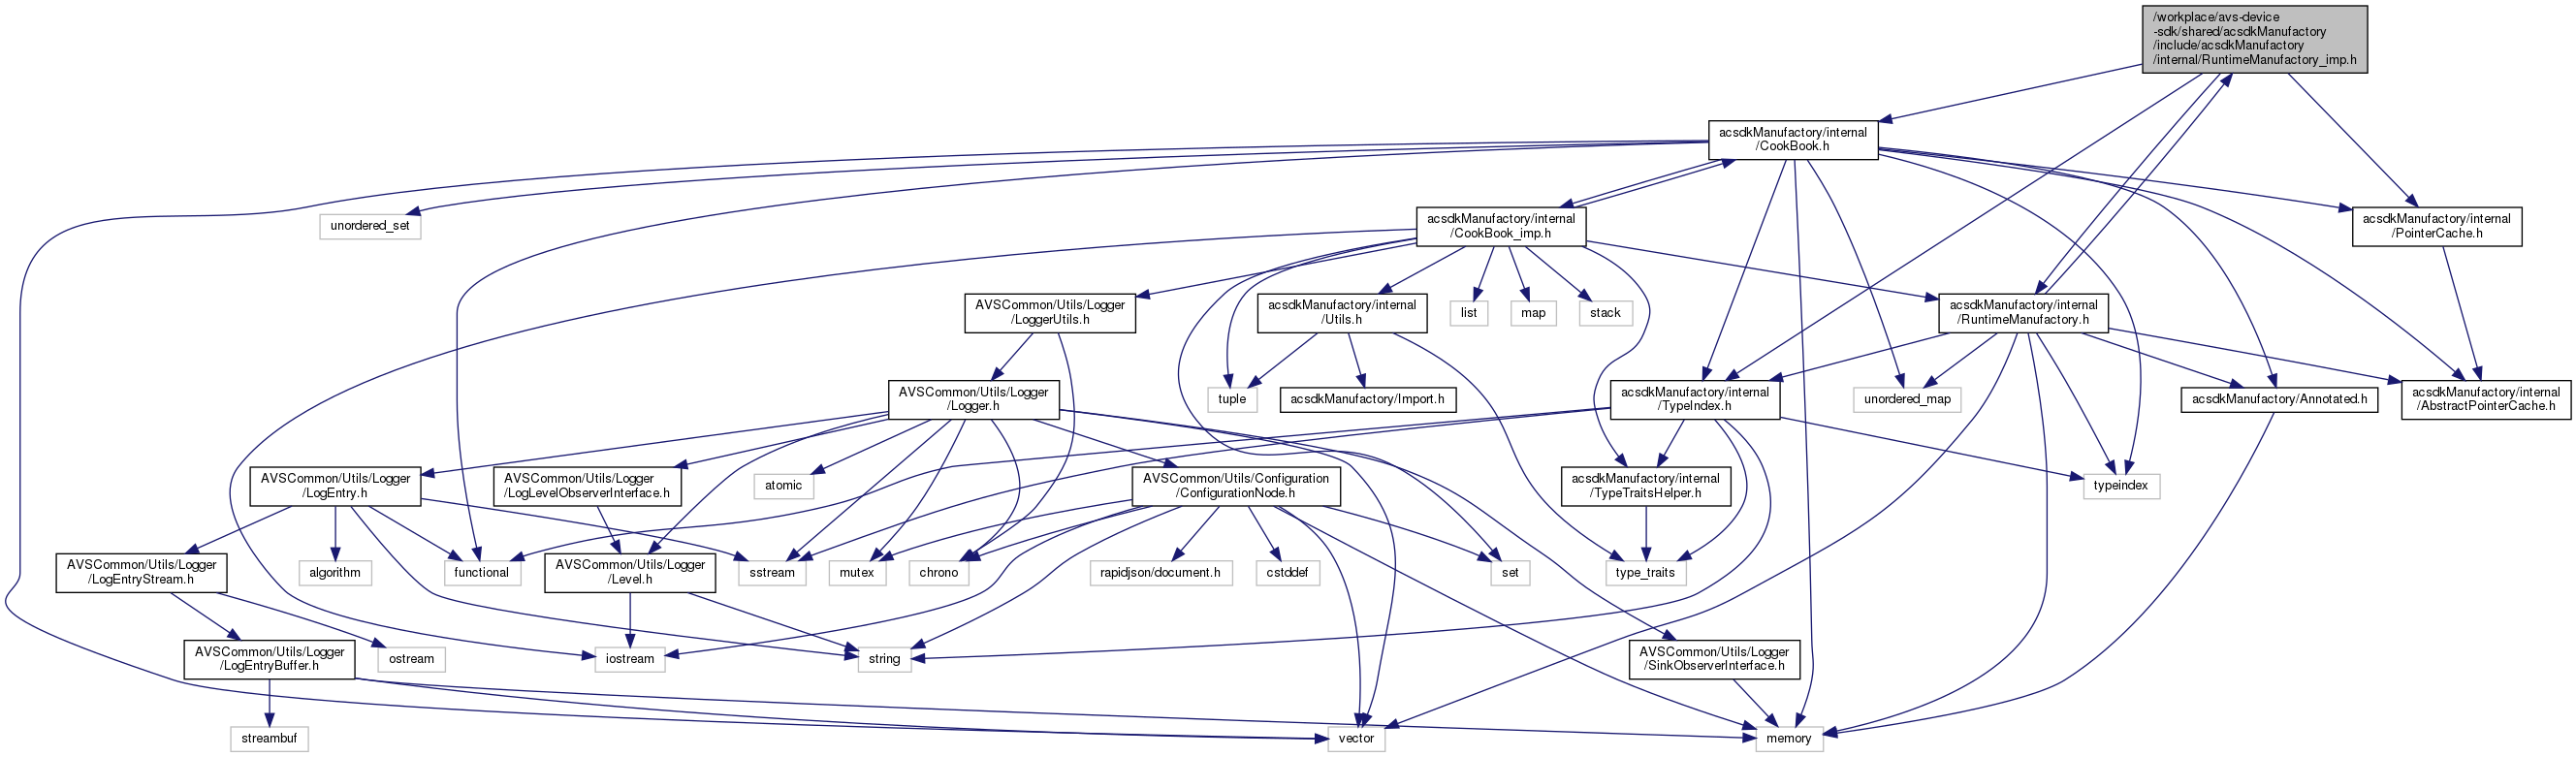 /workplace/avs-device
-sdk/shared/acsdkManufactory
/include/acsdkManufactory
/internal/RuntimeManufactory_imp.h
acsdkManufactory/internal
/CookBook.h
unordered_set
acsdkManufactory/internal
/CookBook_imp.h
acsdkManufactory/internal
/PointerCache.h
AVSCommon/Utils/Logger
/LoggerUtils.h
acsdkManufactory/internal
/Utils.h
list
map
stack
acsdkManufactory/internal
/RuntimeManufactory.h
AVSCommon/Utils/Logger
/Logger.h
tuple
acsdkManufactory/Import.h
acsdkManufactory/internal
/TypeIndex.h
unordered_map
acsdkManufactory/Annotated.h
acsdkManufactory/internal
/AbstractPointerCache.h
AVSCommon/Utils/Logger
/LogEntry.h
AVSCommon/Utils/Logger
/LogLevelObserverInterface.h
atomic
AVSCommon/Utils/Configuration
/ConfigurationNode.h
acsdkManufactory/internal
/TypeTraitsHelper.h
typeindex
AVSCommon/Utils/Logger
/LogEntryStream.h
algorithm
functional
AVSCommon/Utils/Logger
/Level.h
sstream
mutex
chrono
rapidjson/document.h
cstddef
set
type_traits
AVSCommon/Utils/Logger
/LogEntryBuffer.h
ostream
iostream
string
AVSCommon/Utils/Logger
/SinkObserverInterface.h
streambuf
vector
memory